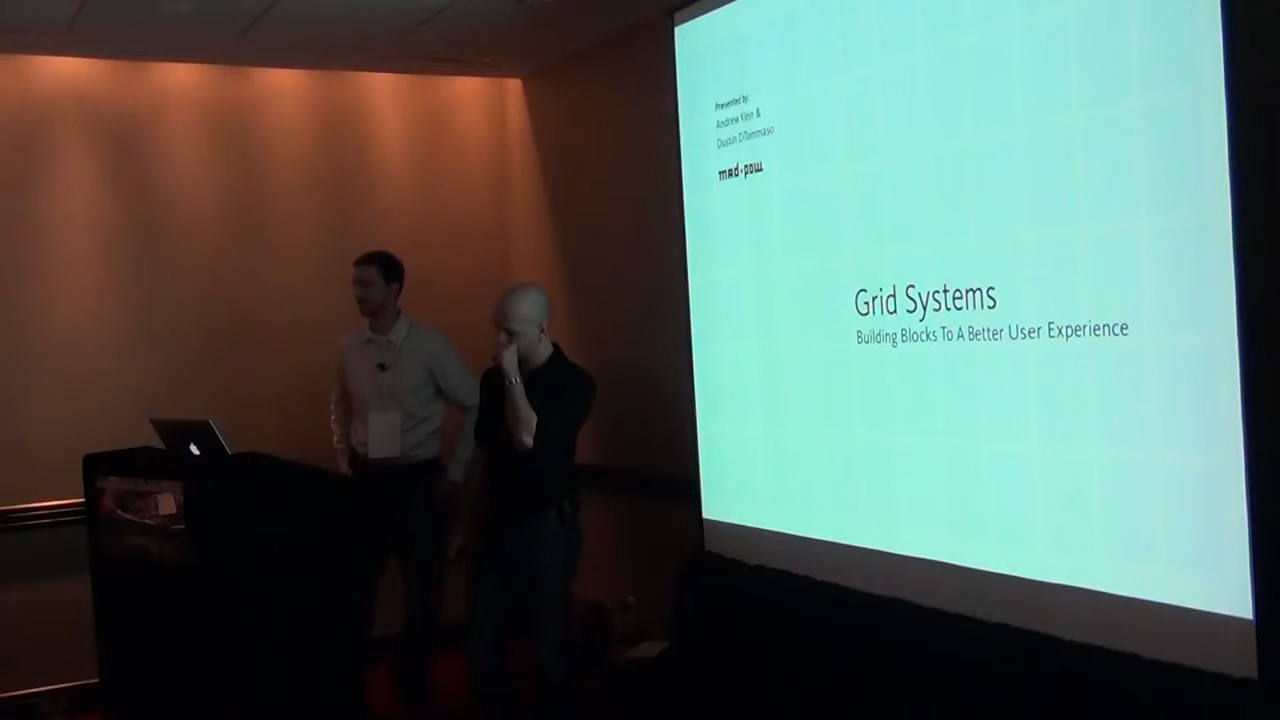 Presented by:
Andrew Klein &
Dustin DiTommaso
mad*pow
Grid Systems
Building Blocks To A Better User Experience